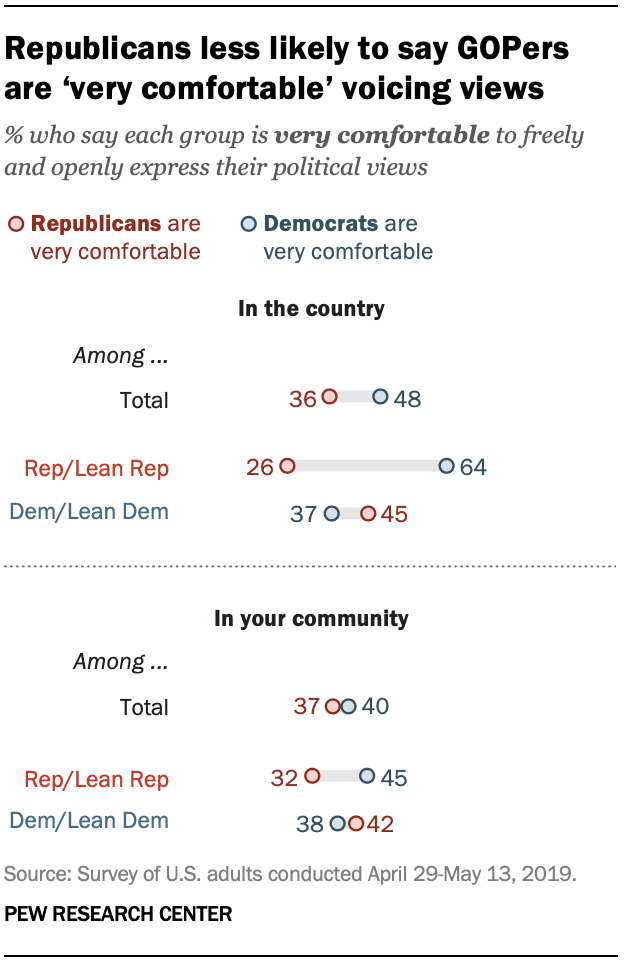 Republicans less likely to say GOPers
are ‘very comfortable’ voicing views
% who say each group is very comfortable to freely
and openly express their political views
Republicans are
very comfortable
Democrats are
very comfortable
In the country
Among ...
Total 36 48
Rep/Lean Rep 26 64
Dem/Lean Dem 37 45
In your community
Among ...
Total 37 40
Rep/Lean Rep 32 45
Dem/Lean Dem 38 42
Source: Survey of U.S. adults conducted April 29-May 13, 2019.
PEW RESEARCH CENTER